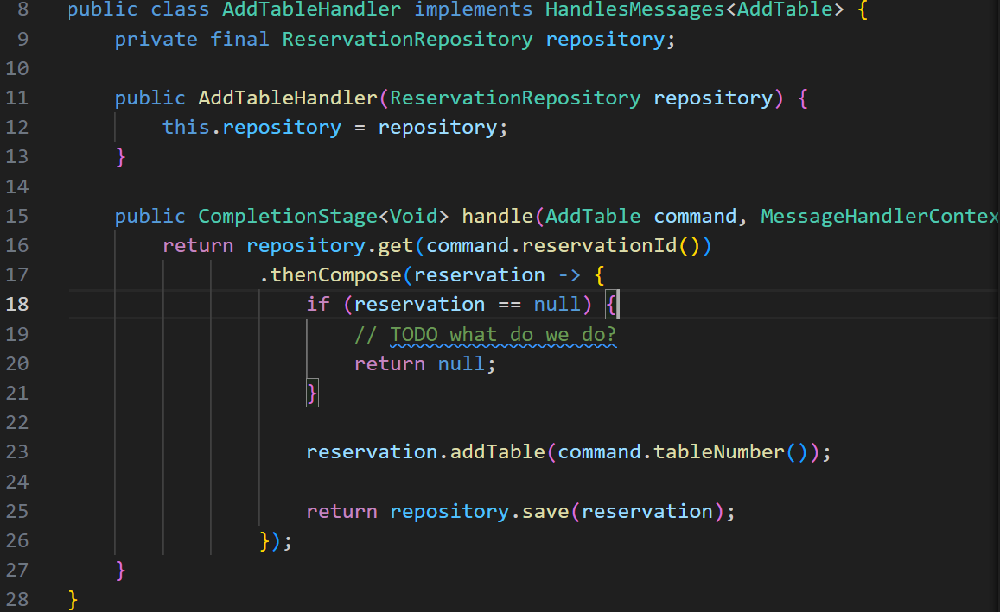 8 public class AddTableHandler implements HandlesMessages<AddTable> {
9 private final ReservationRepository repository;
10
11 public AddTableHandler(ReservationRepository repository) {
12 this.repository = repository;
13 }
14
15 public CompletionStage<Void> handle(AddTable command, MessageHandlerContex
16 return repository.get(command.reservationId())
17 .thenCompose(reservation -> {
18 if (reservation == null) {
19 // TODO what do we do?
20 return null;
21 }
22
23 reservation.addTable(command.tableNumber());
24
25 return repository.save(reservation);
26 });
27 }
28 }